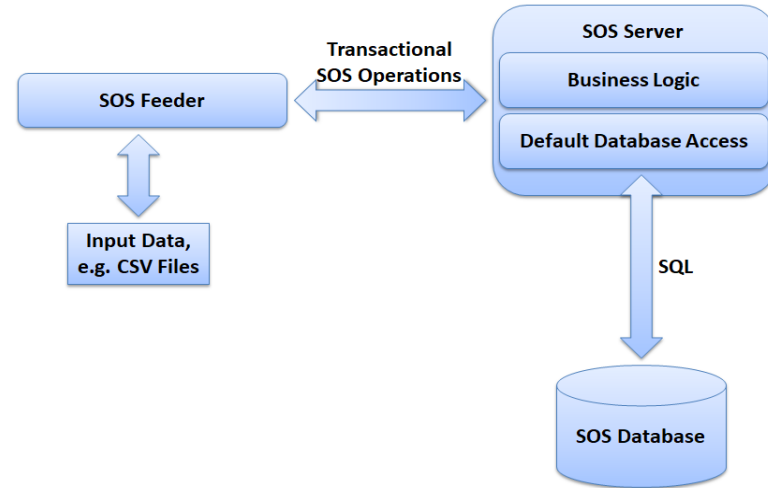 SOS Server
Transactional
SOS Operations
Business Logic
SOS Feeder
Default Database Access
Input Data,
e.g. CSV Files
SQL
SOS Database